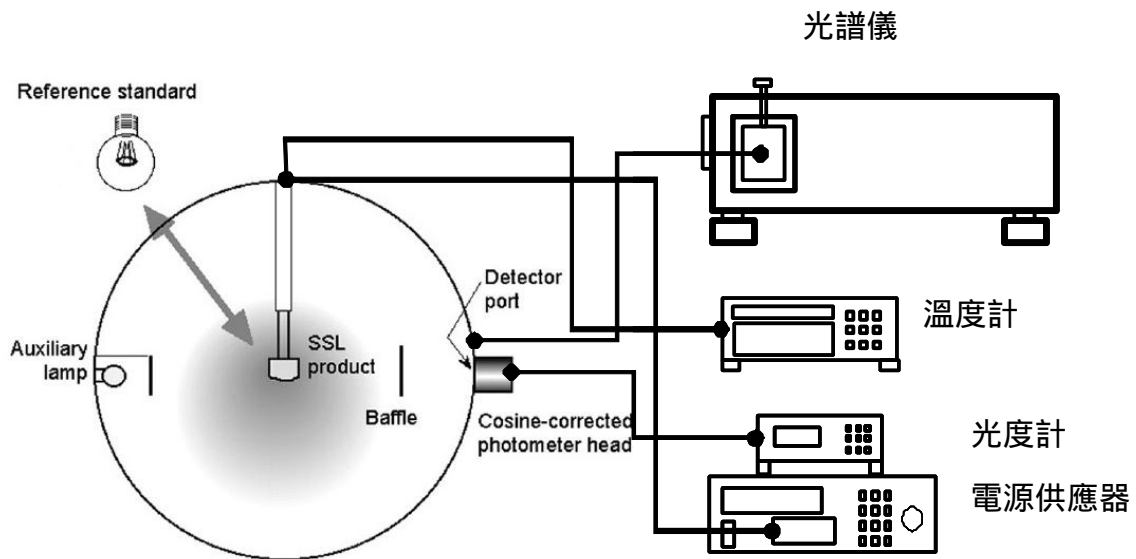 光譜儀
Reference standard
Detector
port
溫度計
Auxiliary
lamp
SSL
product
Baffle
Cosine-corrected
photometer head
光度計
電源供應器